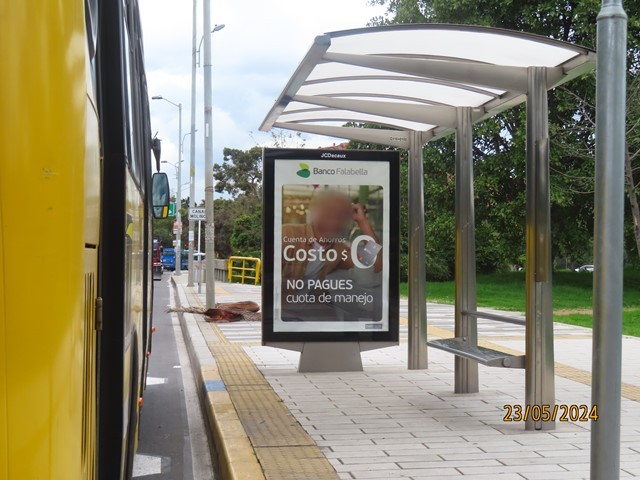 JCDecaux
Banco Falabella
Cuenta de Ahorros
Costo $0
NO PAGUES
cuota de manejo
23/05/2024